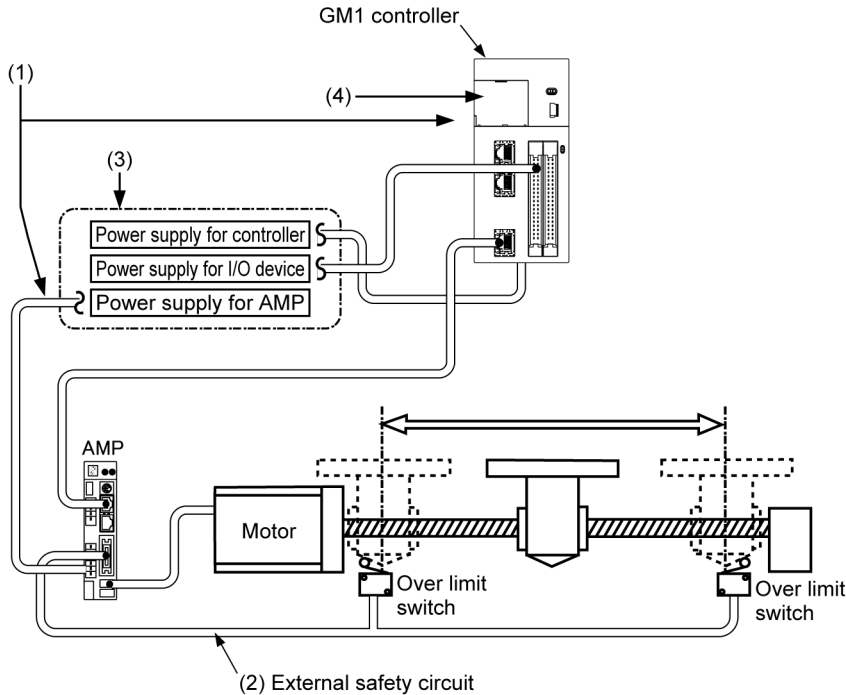 GM1 controller
(1)
(4)
(3)
Power supply for controller
Power supply for I/O device
Power supply for AMP
AMP
Motor
Over limit
switch
Over limit
switch
(2) External safety circuit